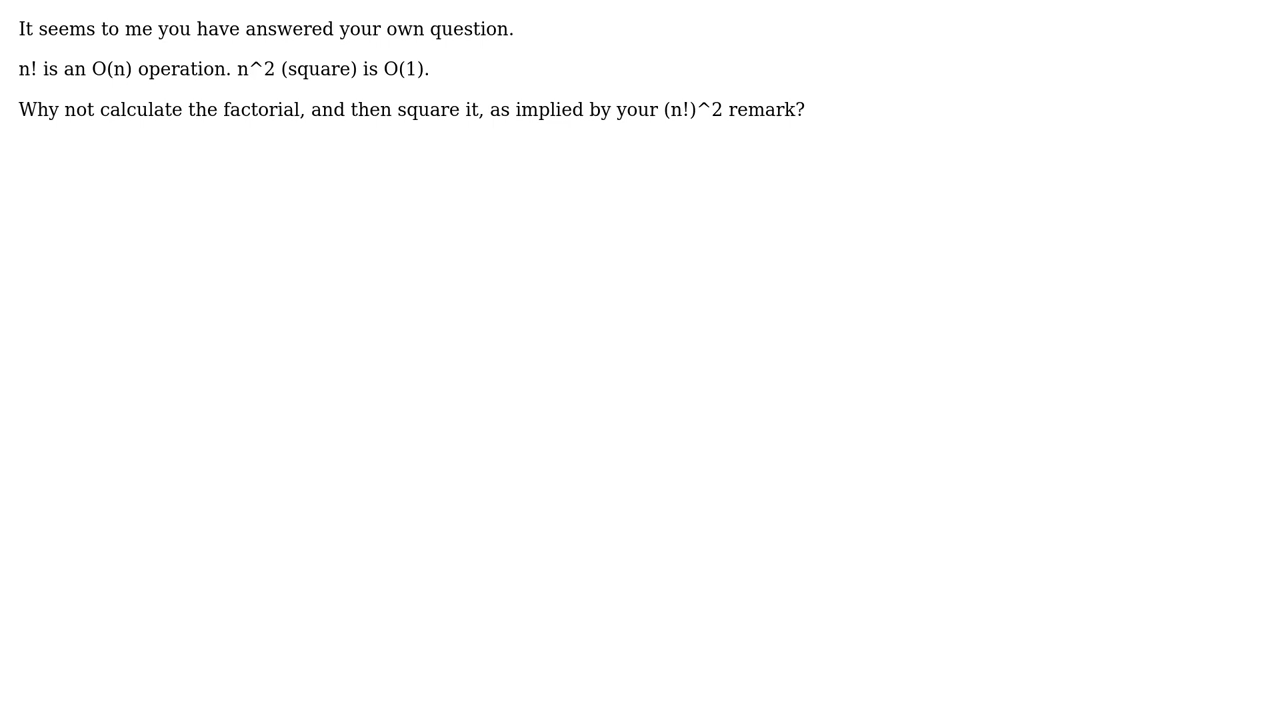 It seems to me you have answered your own question.
n! is an O(n) operation. n^2 (square) is O(1).
Why not calculate the factorial, and then square it, as implied by your (n!)^2 remark?